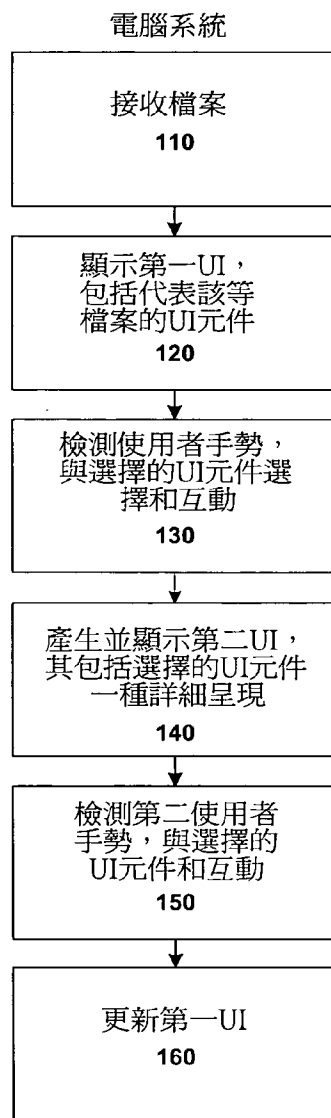 電腦系統
接收檔案
110
顯示第一UI，
包括代表該等
檔案的UI元件
120
檢測使用者手勢，
與選擇的UI元件選
擇和互動
130
產生並顯示第二UI，
其包括選擇的UI元件
一種詳細呈現
140
檢測第二使用者
手勢，與選擇的
UI元件和互動
150
更新第一UI
160